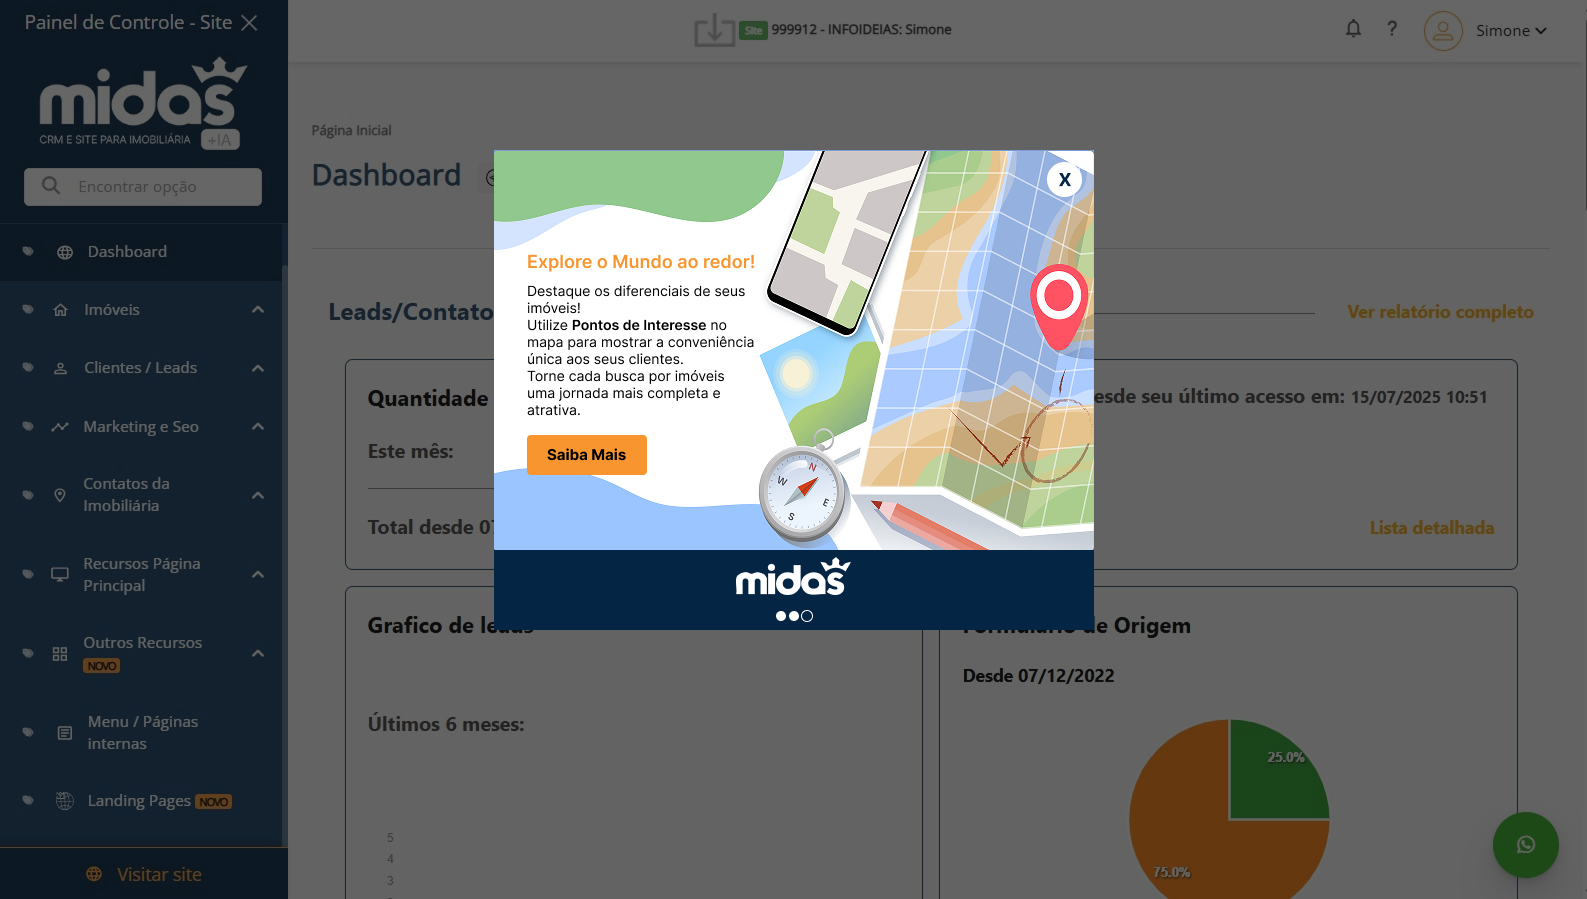 Painel de Controle - Site
midas
CRM E SITE PARA IMOBILIÁRIA +IA
Encontrar opção
Dashboard
Imóveis
Clientes / Leads
Marketing e Seo
Contatos da
Imobiliária
Recursos Página
Principal
Outros Recursos
NOVO
Menu / Páginas
internas
Landing Pages NOVO
Visitar site
Site 999912 - INFOIDEIAS: Simone
? Simone
Página Inicial
Dashboard
Leads/Contato
Ver relatório completo
Quantidade
esde seu último acesso em: 15/07/2025 10:51
Este mês:
Total desde 07
Lista detalhada
X
Explore o Mundo ao redor!
Destaque os diferenciais de seus
imóveis!
Utilize Pontos de Interesse no
mapa para mostrar a conveniência
única aos seus clientes.
Torne cada busca por imóveis
uma jornada mais completa e
atrativa.
Saiba Mais
N
W
E
S
midas
Grafico de leads
Últimos 6 meses:
5
4
3
Formulário de Origem
Desde 07/12/2022
25.0%
75.0%